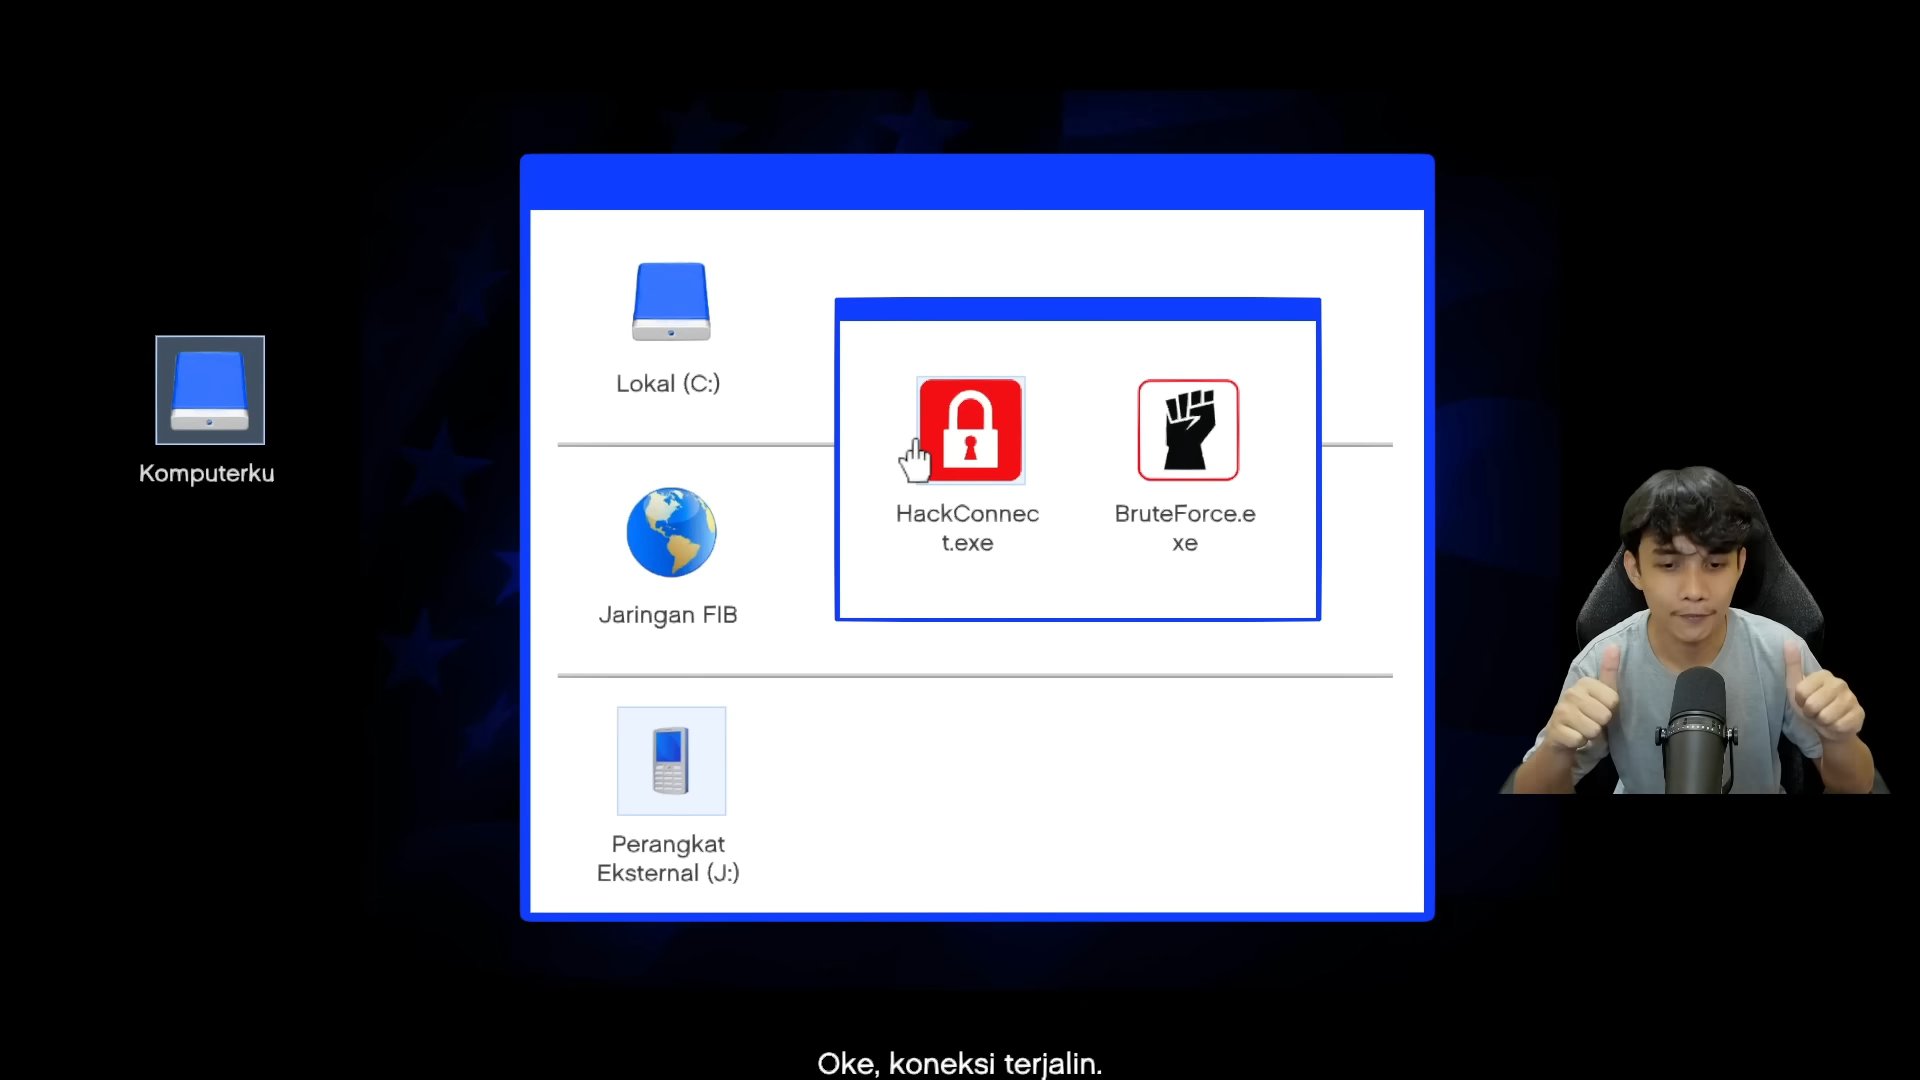 Komputerku
Lokal (C:)
HackConnec
t.exe
BruteForce.e
xe
Jaringan FIB
Perangkat
Eksternal (J:)
Oke, koneksi terjalin.